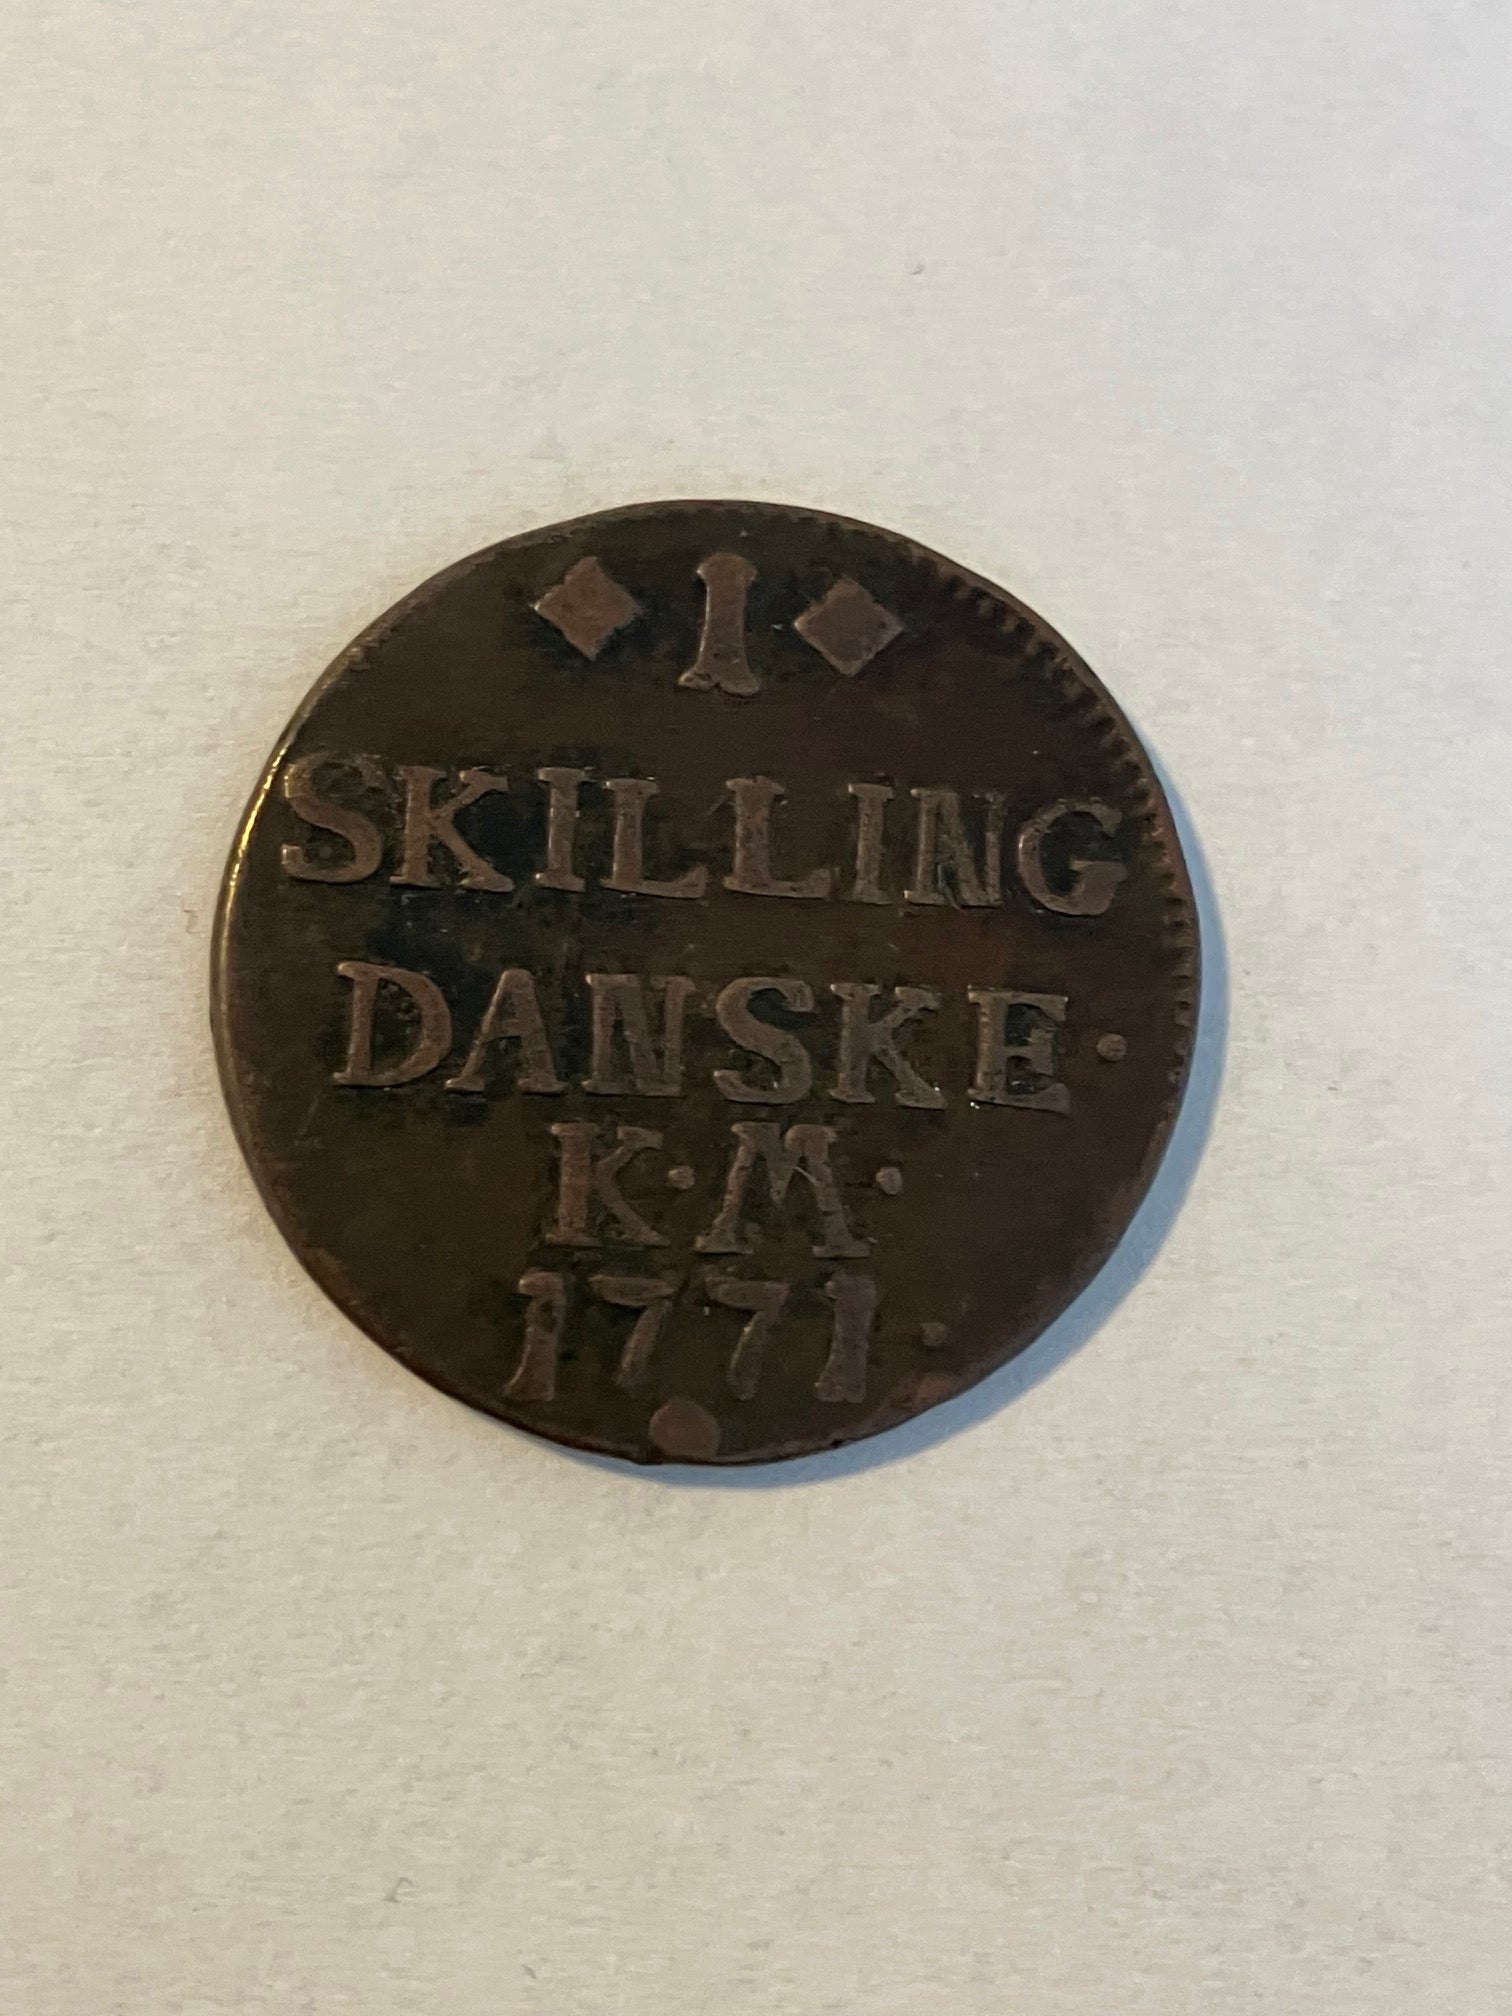 1
SKILLING
DANSKE·
K·M·
1771·